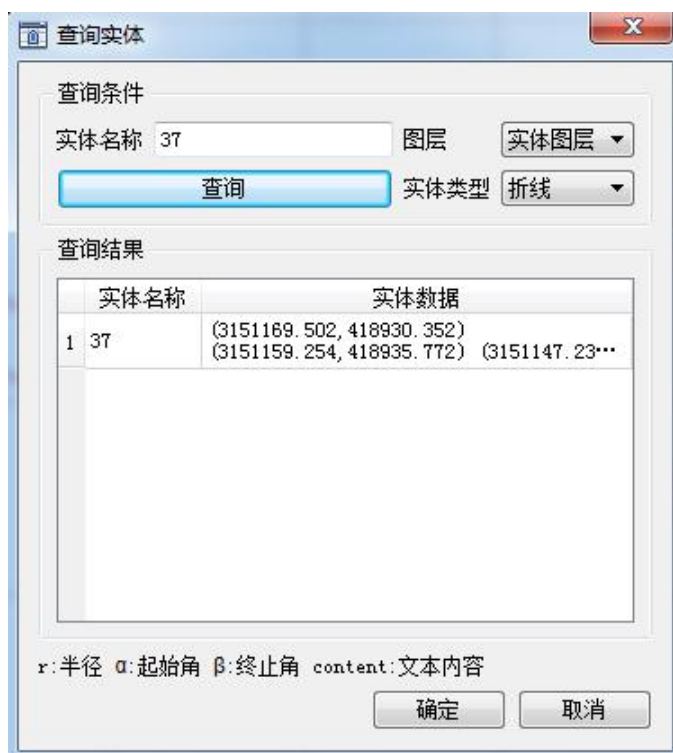 查询实体
查询条件
实体名称 37 图层 实体图层
查询 实体类型 折线
查询结果
实体名称 实体数据
1 37 (3151169.502,418930.352)
(3151159.254,418935.772) (3151147.23…
r:半径 α:起始角 β:终止角 content:文本内容
确定 取消